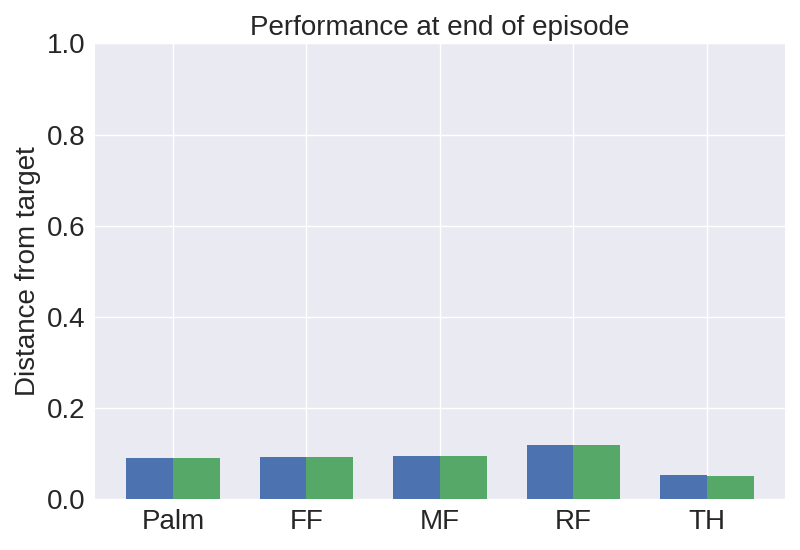 Performance at end of episode
Distance from target
1.0
0.8
0.6
0.4
0.2
0.0
Palm FF MF RF TH